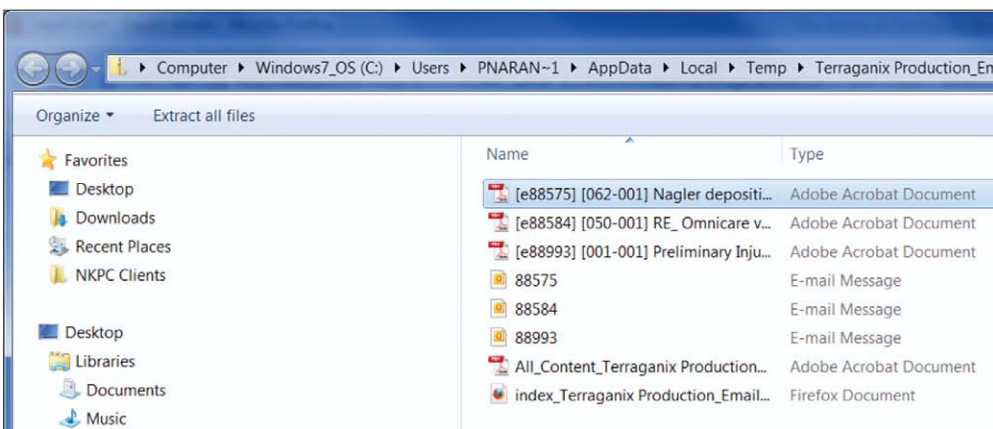 Computer Windows7_OS (C:) Users PNARAN~1 AppData Local Temp Terraganix Production_En
Organize Extract all files
Favorites
Desktop
Downloads
Recent Places
NKPC Clients
Desktop
Libraries
Documents
Music
Name Type
[e88575] [062-001] Nagler depositi... Adobe Acrobat Document
[e88584] [050-001] RE_ Omnicare v... Adobe Acrobat Document
[e88993] [001-001] Preliminary Inju... Adobe Acrobat Document
88575 E-mail Message
88584 E-mail Message
88993 E-mail Message
All_Content_Terraganix Production... Adobe Acrobat Document
index_Terraganix Production_Email... Firefox Document